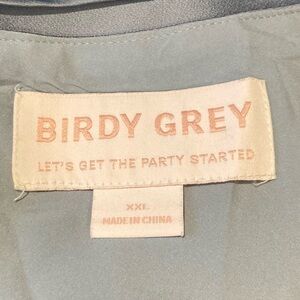 BIRDY GREY
LET'S GET THE PARTY STARTED
XXL
MADE IN CHINA